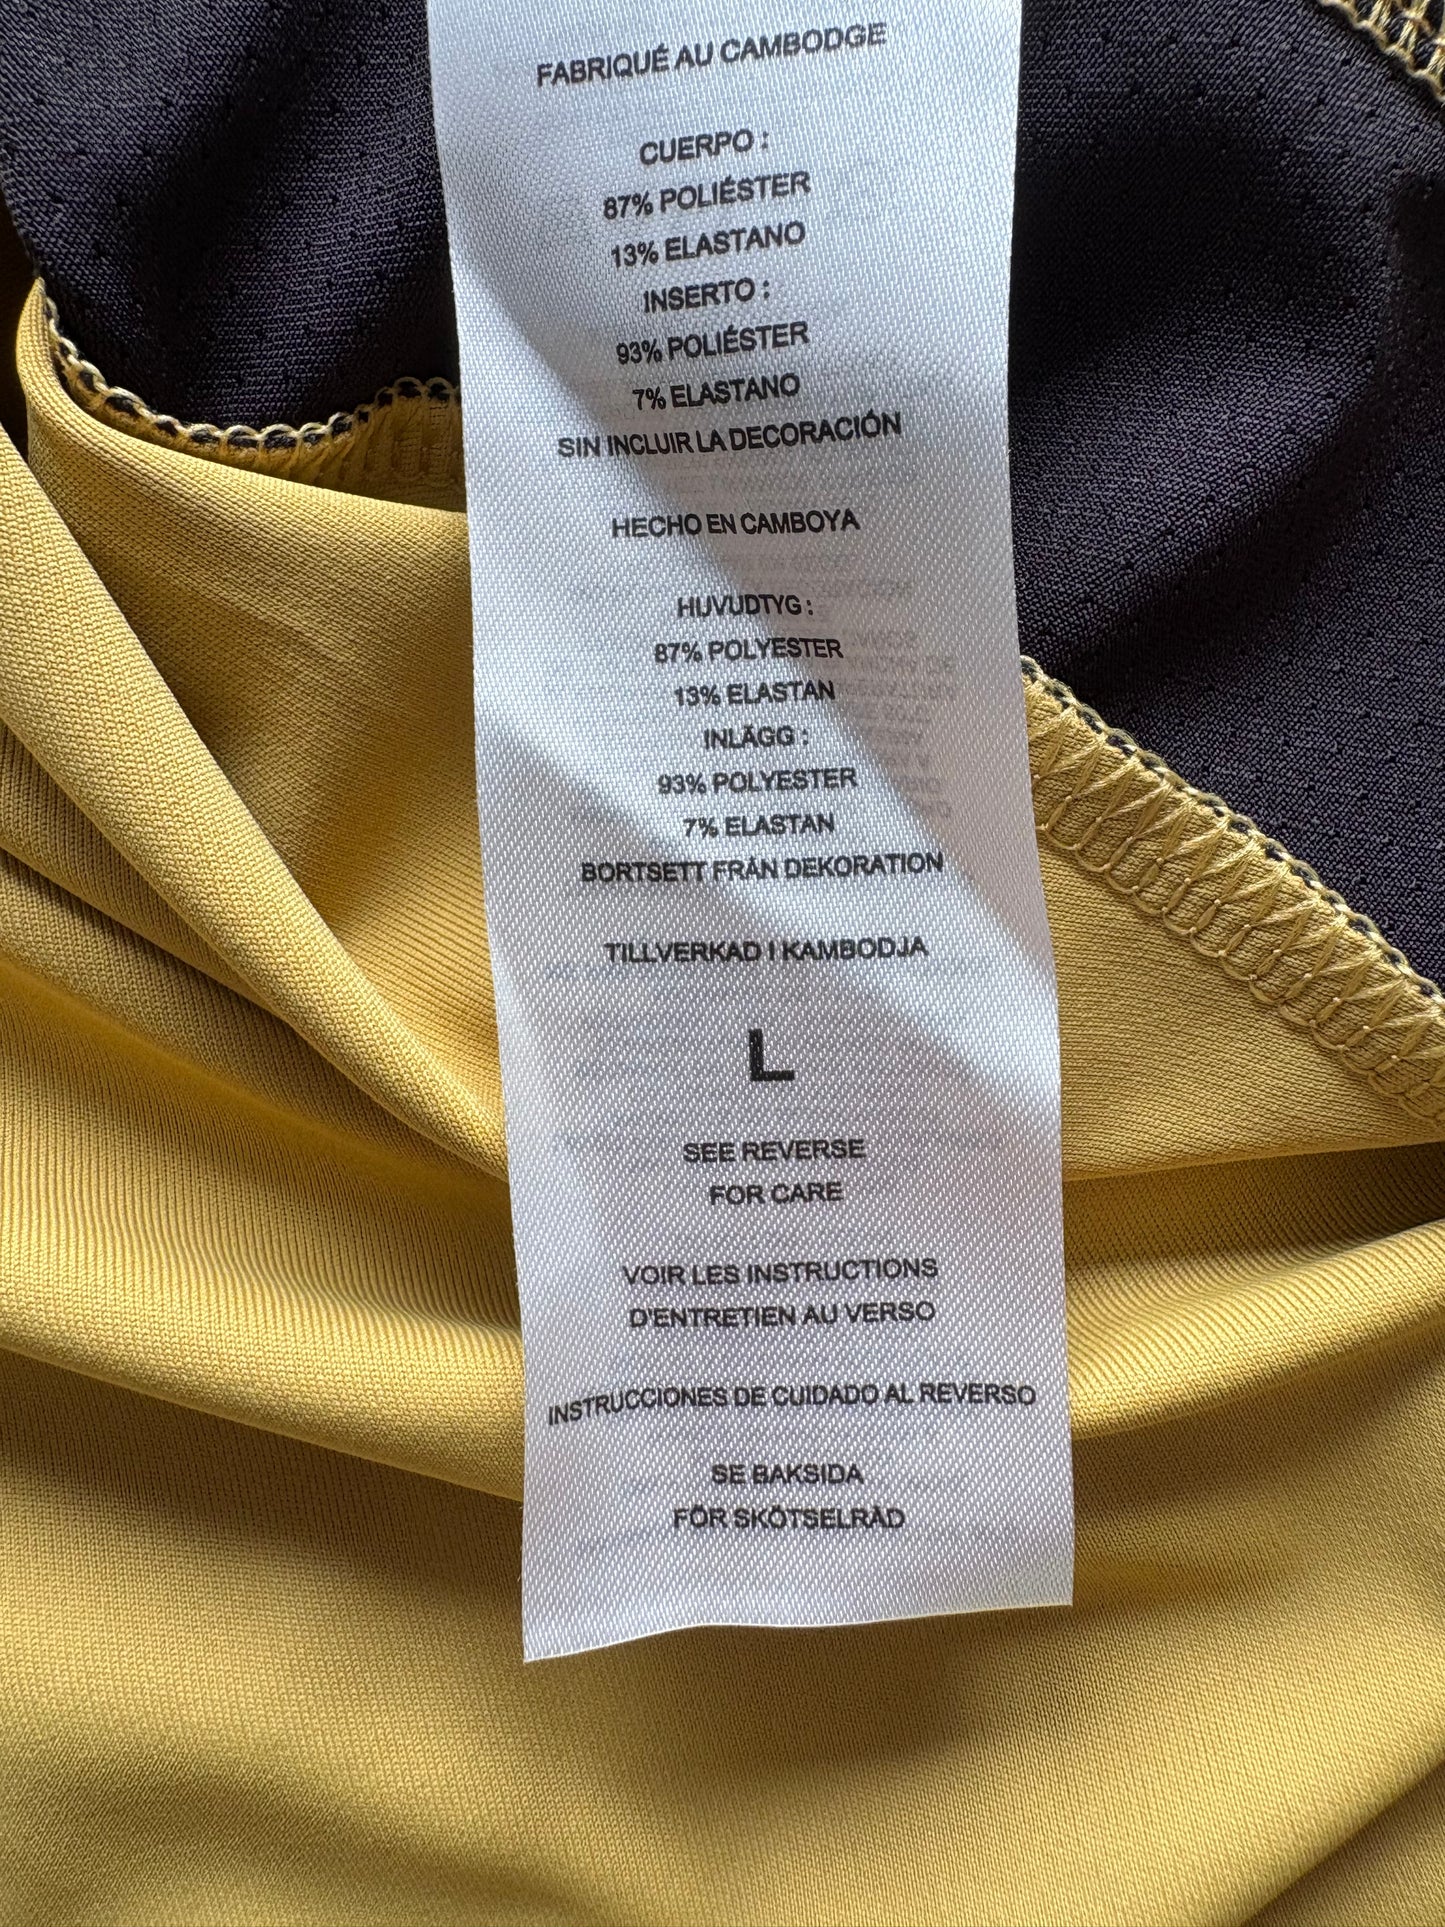 FABRIQUÉ AU CAMBODGE
CUERPO :
87% POLIÉSTER
13% ELASTANO
INSERTO :
93% POLIÉSTER
7% ELASTANO
SIN INCLUIR LA DECORACIÓN
HECHO EN CAMBOYA
HUVUDTYG :
87% POLYESTER
13% ELASTAN
INLÄGG :
93% POLYESTER
7% ELASTAN
BORTSETT FRÅN DEKORATION
TILLVERKAD I KAMBODJA
L
SEE REVERSE
FOR CARE
VOIR LES INSTRUCTIONS
D'ENTRETIEN AU VERSO
INSTRUCCIONES DE CUIDADO AL REVERSO
SE BAKSIDA
FÖR SKÖTSELRÅD